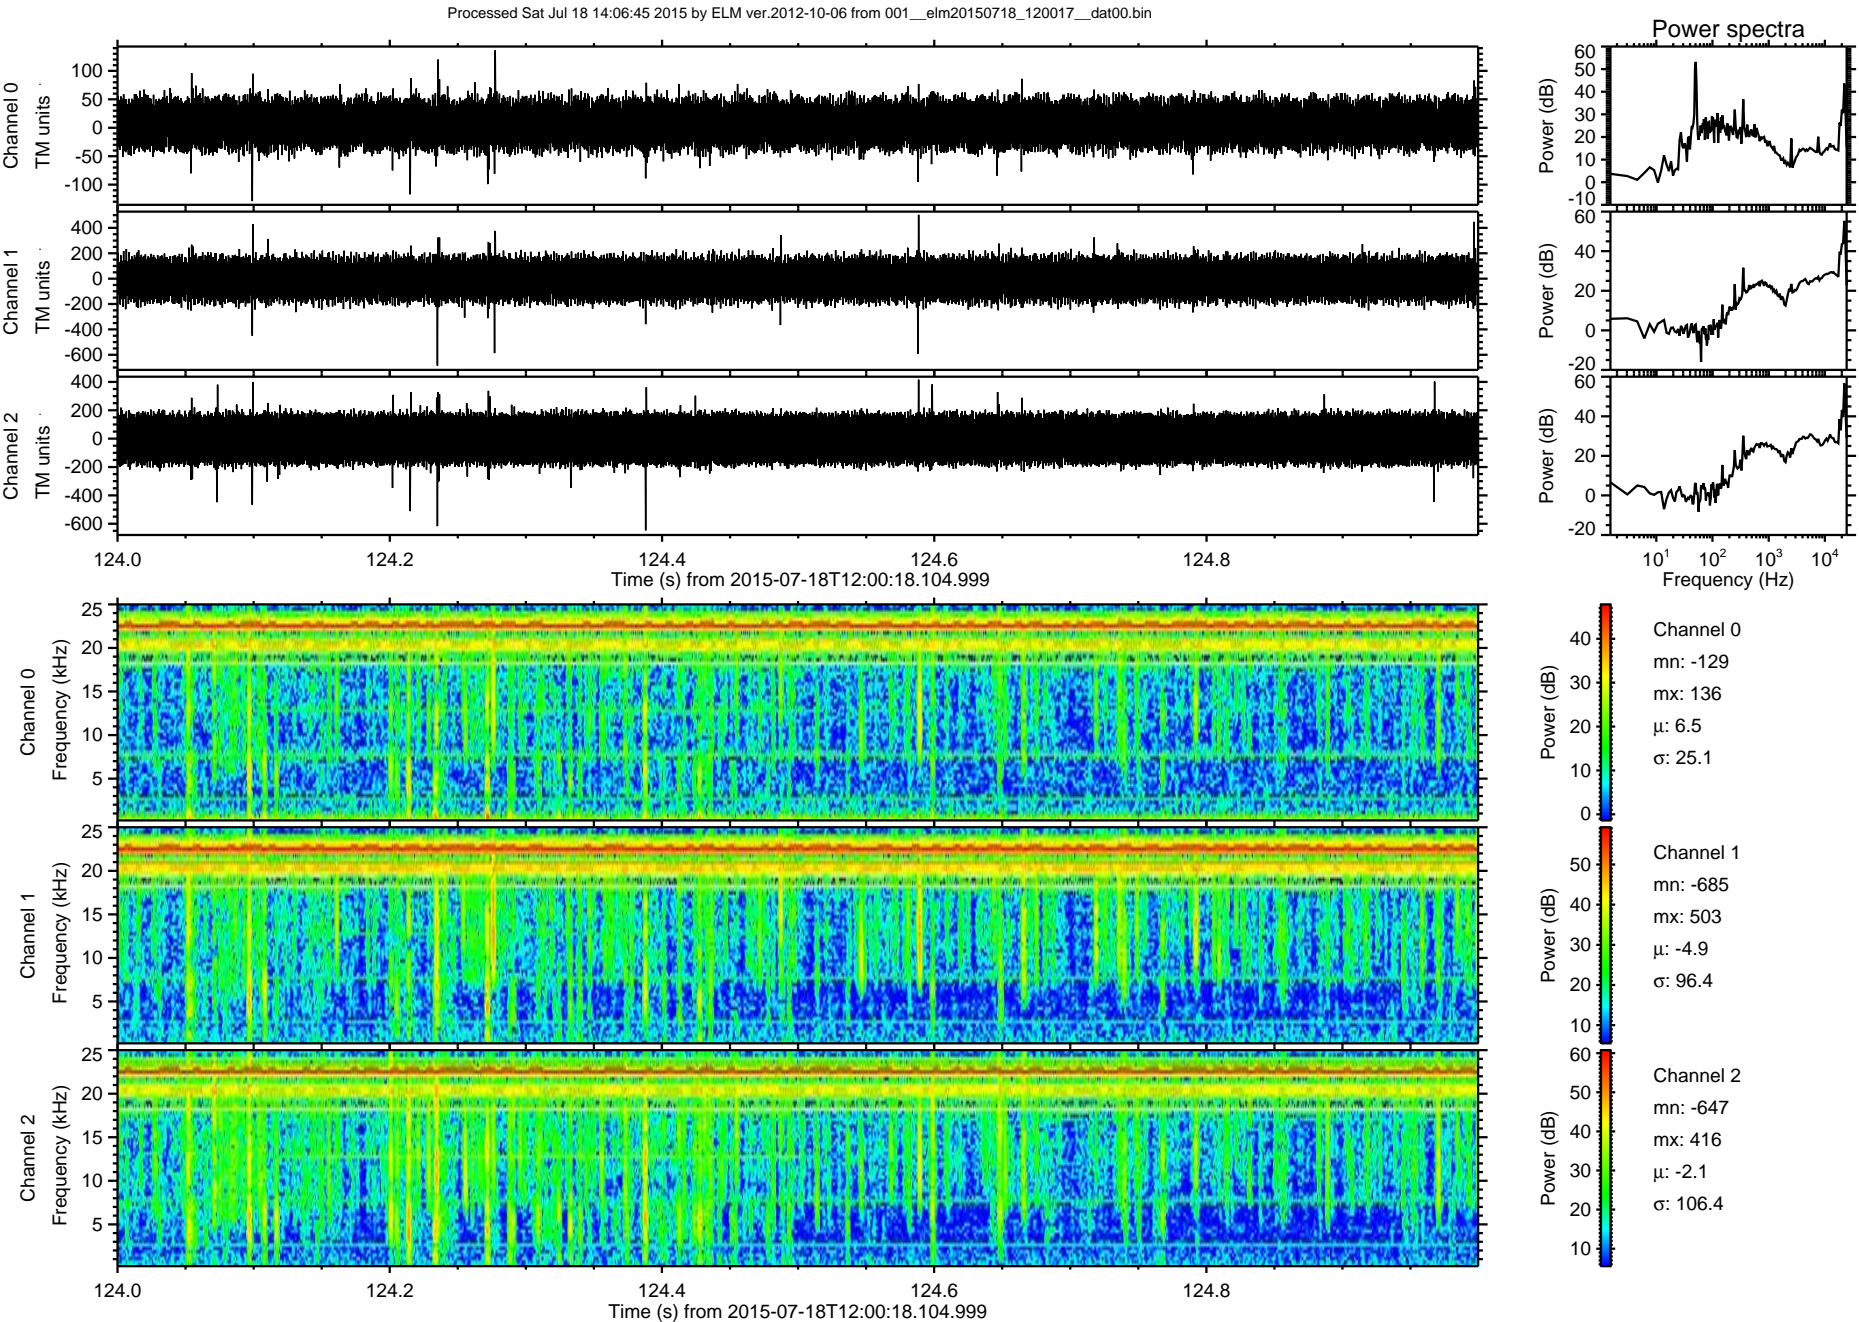 Processed Sat Jul 18 14:06:45 2015 by ELM ver.2012-10-06 from 001__elm20150718_120017__dat00.bin
Power spectra
Channel 0
TM units
100
50
0
-50
-100
Power (dB)
60
50
40
30
20
10
0
-10
Channel 1
TM units
400
200
0
-200
-400
-600
Power (dB)
60
40
20
0
-20
Channel 2
TM units
400
200
0
-200
-400
-600
Power (dB)
60
40
20
0
-20
124.0 124.2 124.4 124.6 124.8
Time (s) from 2015-07-18T12:00:18.104.999
10¹ 10² 10³ 10⁴
Frequency (Hz)
Channel 0
Frequency (kHz)
25
20
15
10
5
Power (dB)
40
30
20
10
0
Channel 0
mn: -129
mx: 136
µ: 6.5
σ: 25.1
Channel 1
Frequency (kHz)
25
20
15
10
5
Power (dB)
50
40
30
20
10
Channel 1
mn: -685
mx: 503
µ: -4.9
σ: 96.4
Channel 2
Frequency (kHz)
25
20
15
10
5
Power (dB)
60
50
40
30
20
10
Channel 2
mn: -647
mx: 416
µ: -2.1
σ: 106.4
124.0 124.2 124.4 124.6 124.8
Time (s) from 2015-07-18T12:00:18.104.999